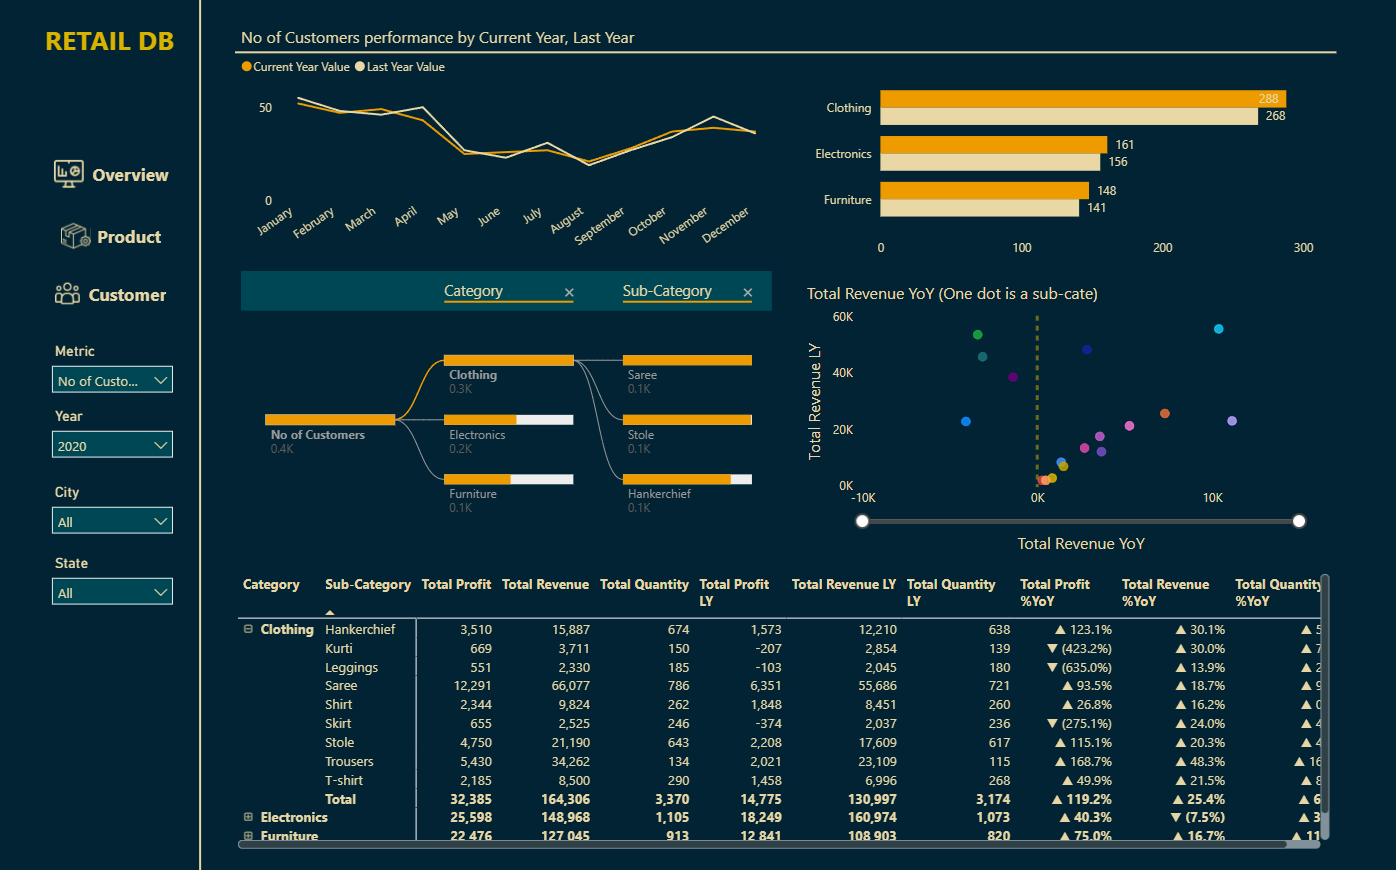 RETAIL DB
Overview
Product
Customer
Metric
No of Custo...
Year
2020
City
All
State
All
No of Customers performance by Current Year, Last Year
Current Year Value Last Year Value
50
0
January February March April May June July August September October November December
Clothing 288
268
Electronics 161
156
Furniture 148
141
0 100 200 300
Category Sub-Category
No of Customers
0.4K
Clothing
0.3K
Electronics
0.2K
Furniture
0.1K
Saree
0.1K
Stole
0.1K
Hankerchief
0.1K
Total Revenue YoY (One dot is a sub-cate)
Total Revenue LY
60K
40K
20K
0K
-10K 0K 10K
Total Revenue YoY
Category Sub-Category Total Profit Total Revenue Total Quantity Total Profit LY Total Revenue LY Total Quantity LY Total Profit %YoY Total Revenue %YoY Total Quantity %YoY
Clothing Hankerchief 3,510 15,887 674 1,573 12,210 638 ▲ 123.1% ▲ 30.1% ▲ 5
Kurti 669 3,711 150 -207 2,854 139 ▼ (423.2%) ▲ 30.0% ▲ 7
Leggings 551 2,330 185 -103 2,045 180 ▼ (635.0%) ▲ 13.9% ▲ 2
Saree 12,291 66,077 786 6,351 55,686 721 ▲ 93.5% ▲ 18.7% ▲ 9
Shirt 2,344 9,824 262 1,848 8,451 260 ▲ 26.8% ▲ 16.2% ▲ 0
Skirt 655 2,525 246 -374 2,037 236 ▼ (275.1%) ▲ 24.0% ▲ 4
Stole 4,750 21,190 643 2,208 17,609 617 ▲ 115.1% ▲ 20.3% ▲ 4
Trousers 5,430 34,262 134 2,021 23,109 115 ▲ 168.7% ▲ 48.3% ▲ 16
T-shirt 2,185 8,500 290 1,458 6,996 268 ▲ 49.9% ▲ 21.5% ▲ 8
Total 32,385 164,306 3,370 14,775 130,997 3,174 ▲ 119.2% ▲ 25.4% ▲ 6
Electronics 25,598 148,968 1,105 18,249 160,974 1,073 ▲ 40.3% ▼ (7.5%) ▲ 3
Furniture 22,476 127,045 913 12,841 108,903 820 ▲ 75.0% ▲ 16.7% ▲ 11